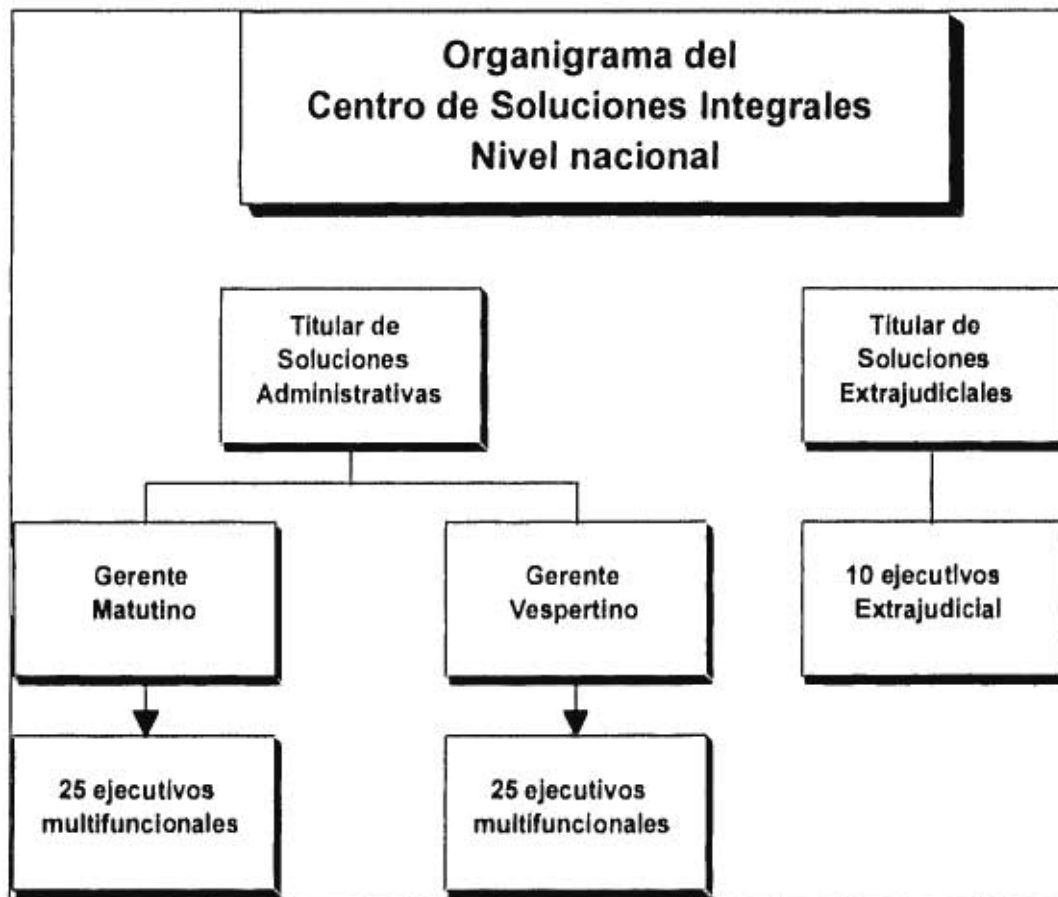 Organigrama del
Centro de Soluciones Integrales
Nivel nacional
Titular de
Soluciones
Administrativas
Titular de
Soluciones
Extrajudiciales
Gerente
Matutino
Gerente
Vespertino
10 ejecutivos
Extrajudicial
25 ejecutivos
multifuncionales
25 ejecutivos
multifuncionales